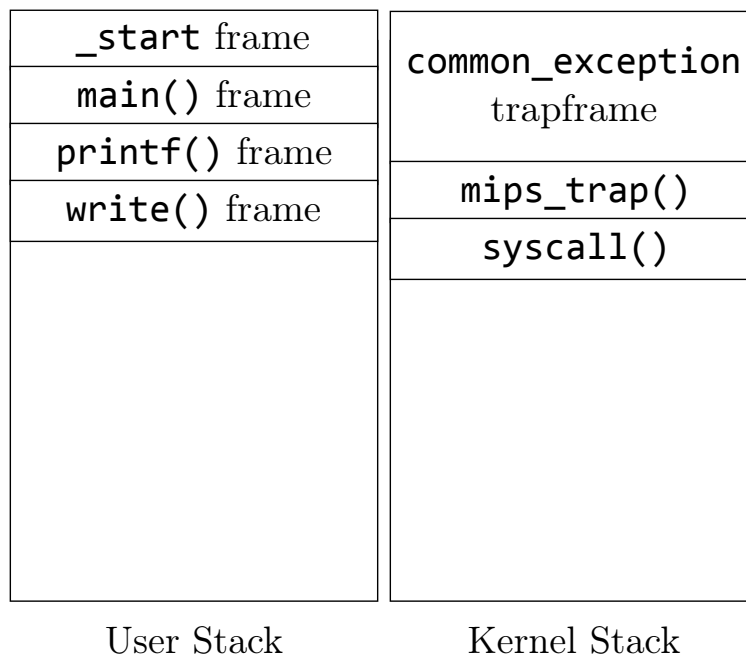 _start frame
main() frame
printf() frame
write() frame
User Stack
common_exception
trapframe
mips_trap()
syscall()
Kernel Stack